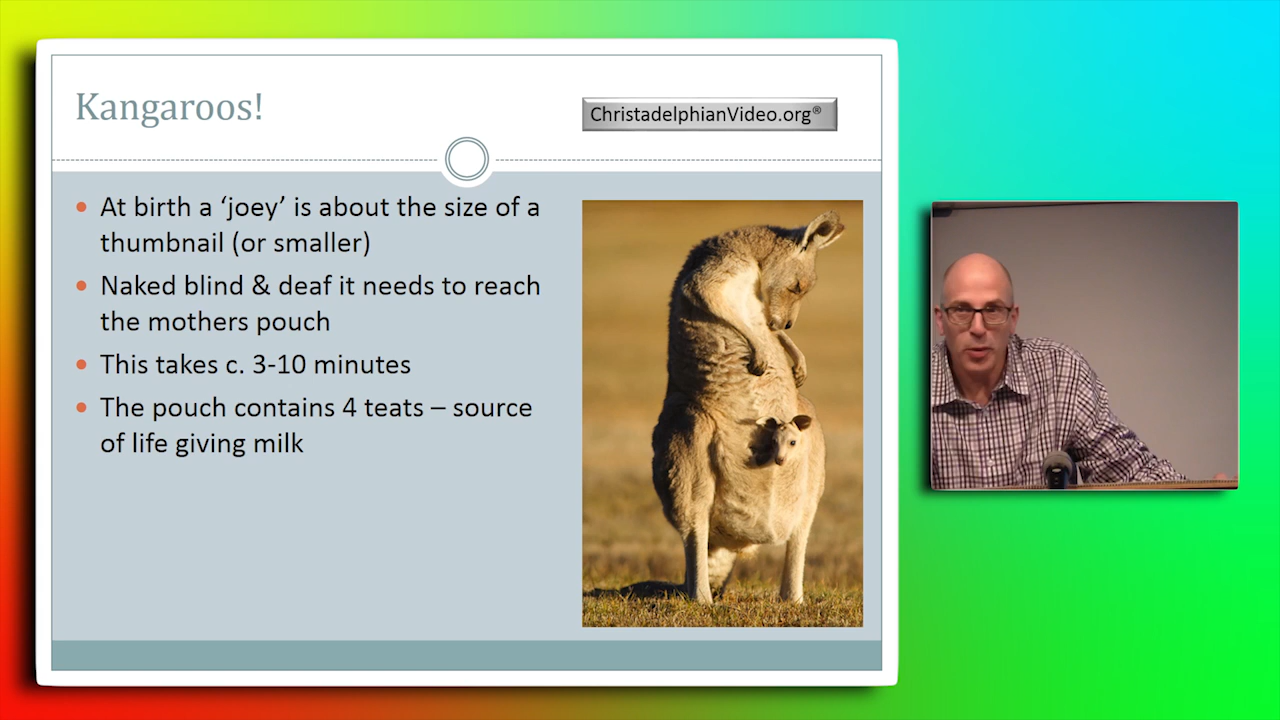 Kangaroos!
ChristadelphianVideo.org®
• At birth a ‘joey’ is about the size of a
thumbnail (or smaller)
• Naked blind & deaf it needs to reach
the mothers pouch
• This takes c. 3-10 minutes
• The pouch contains 4 teats – source
of life giving milk